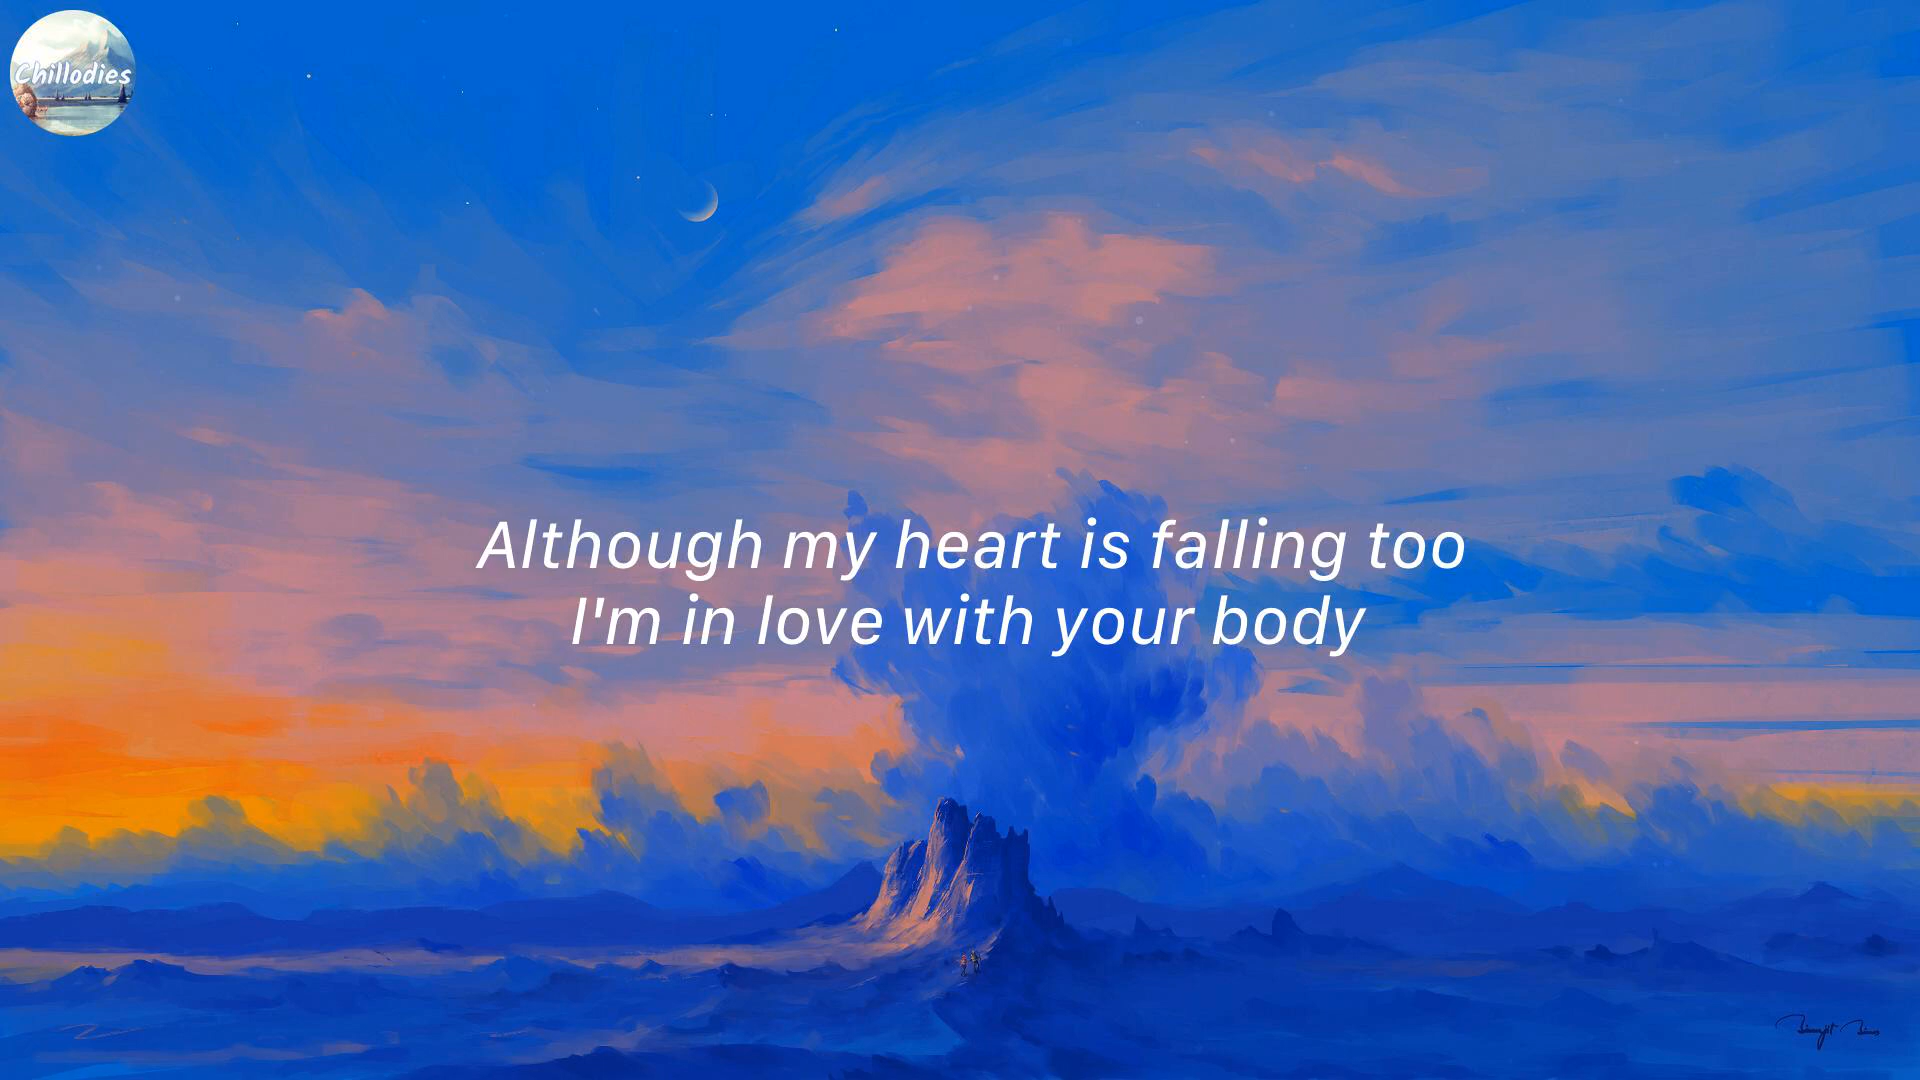 Chillodies
Although my heart is falling too
I'm in love with your body